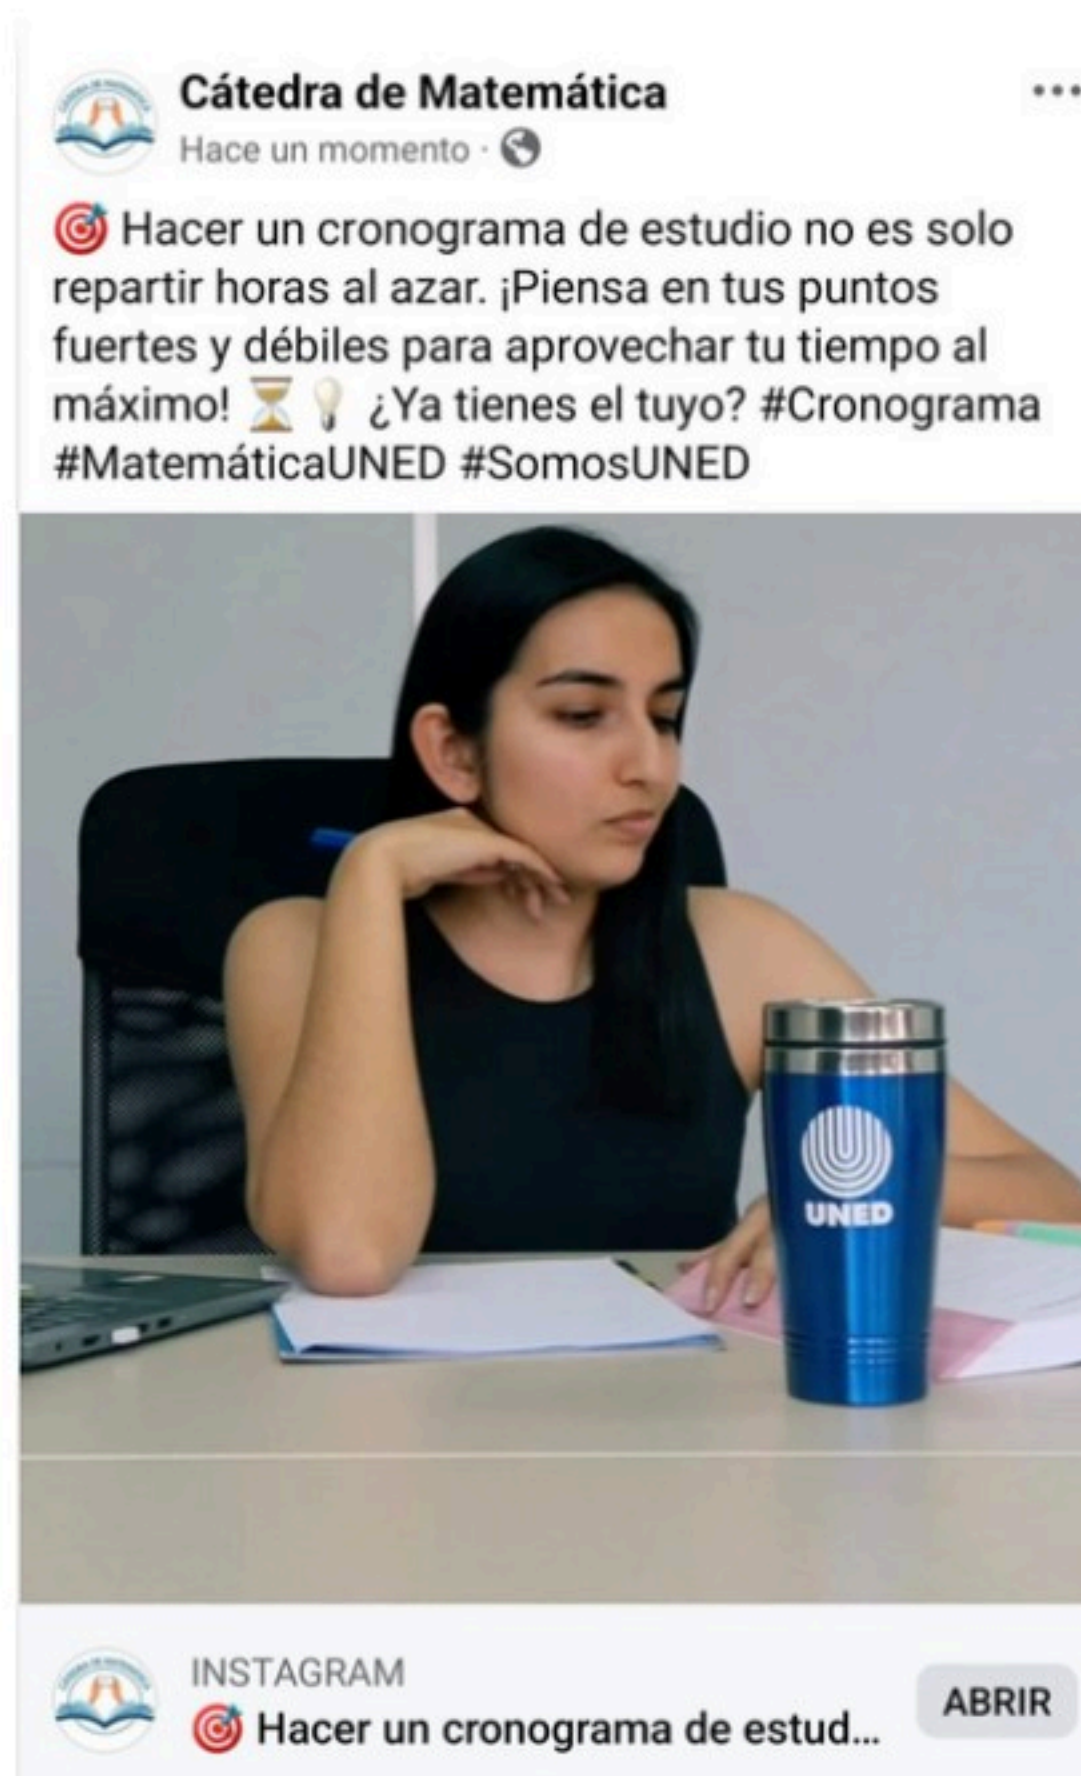 Cátedra de Matemática
Hace un momento ·
🎯 Hacer un cronograma de estudio no es solo
repartir horas al azar. ¡Piensa en tus puntos
fuertes y débiles para aprovechar tu tiempo al
máximo! ⏳💡 ¿Ya tienes el tuyo? #Cronograma
#MatemáticaUNED #SomosUNED
UNED
INSTAGRAM
🎯 Hacer un cronograma de estud...
ABRIR